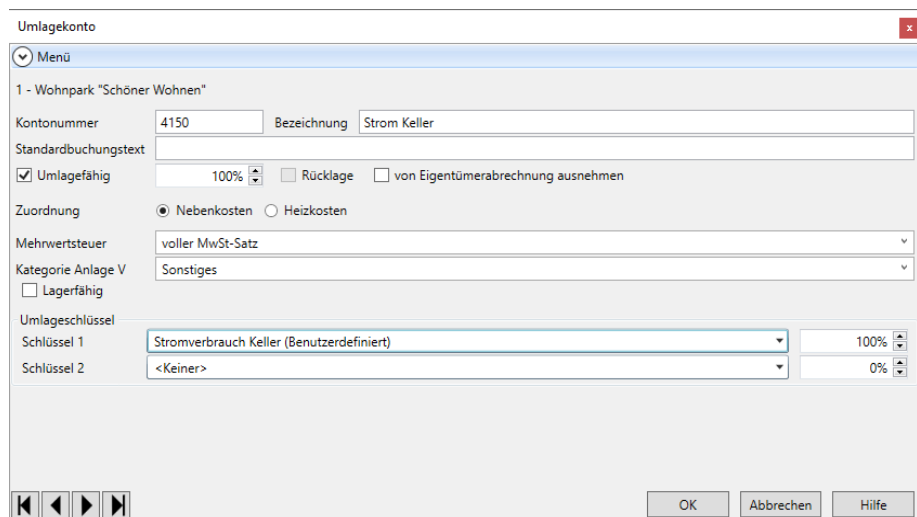 Umlagekonto x
Menü
1 - Wohnpark "Schöner Wohnen"
Kontonummer 4150 Bezeichnung Strom Keller
Standardbuchungstext
Umlagefähig 100% Rücklage von Eigentümerabrechnung ausnehmen
Zuordnung Nebenkosten Heizkosten
Mehrwertsteuer voller MwSt-Satz
Kategorie Anlage V Sonstiges
Lagerfähig
Umlageschlüssel
Schlüssel 1 Stromverbrauch Keller (Benutzerdefiniert) 100%
Schlüssel 2 <Keiner> 0%
OK Abbrechen Hilfe